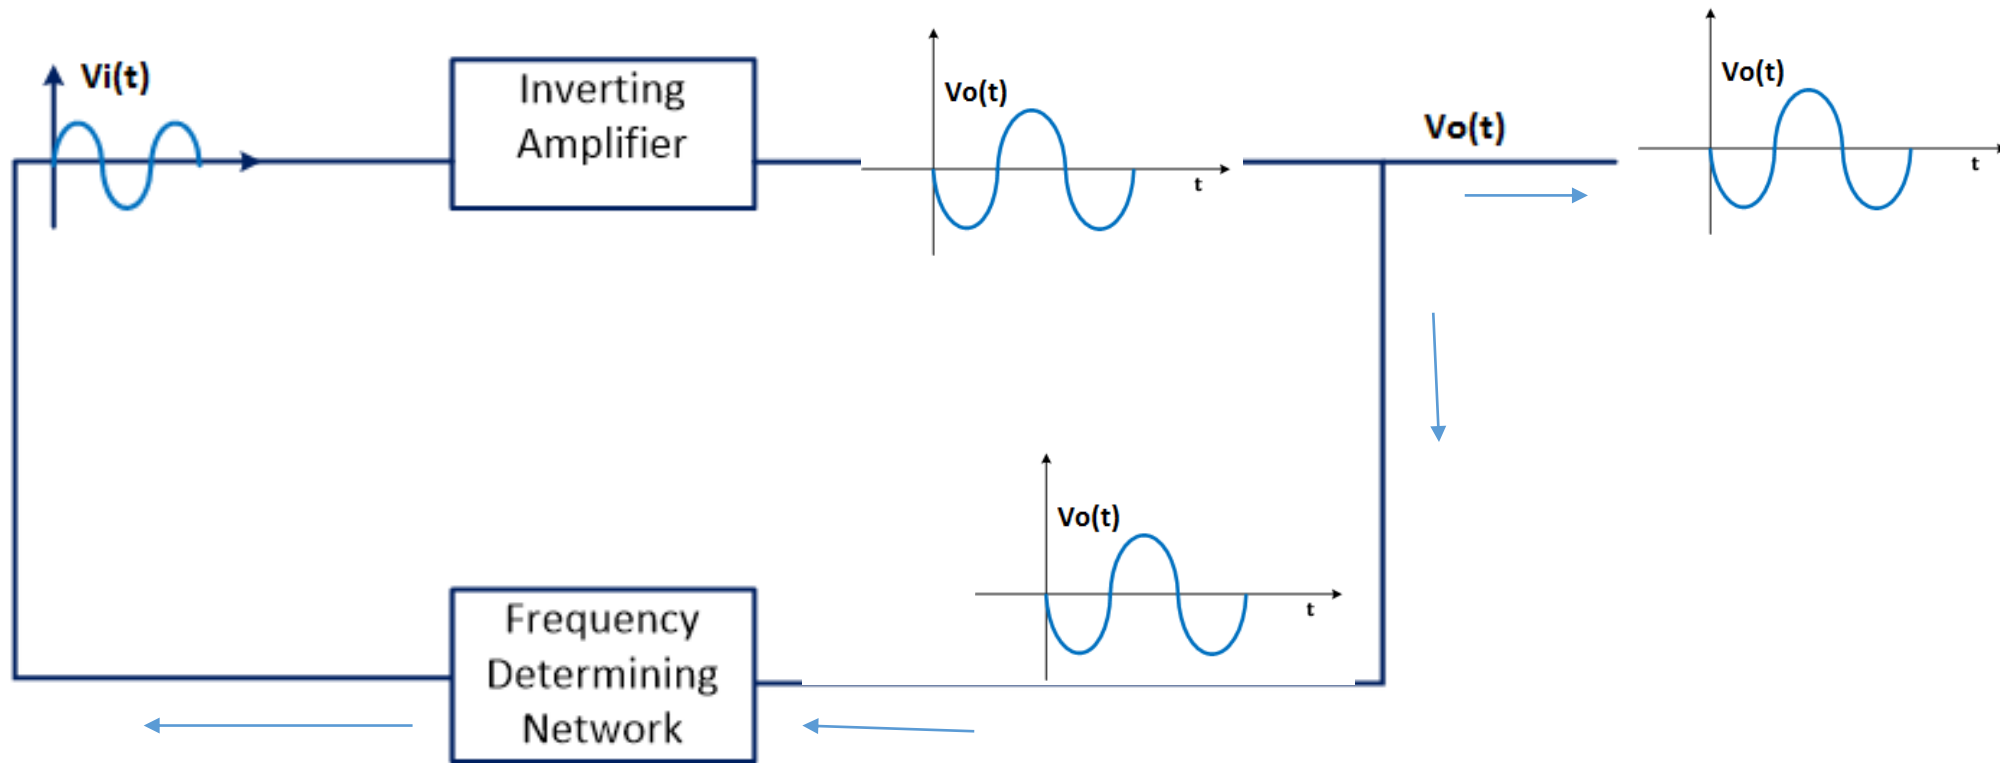 Vi(t)
Inverting
Amplifier
Vo(t)
t
Vo(t)
Vo(t)
t
Vo(t)
t
Frequency
Determining
Network